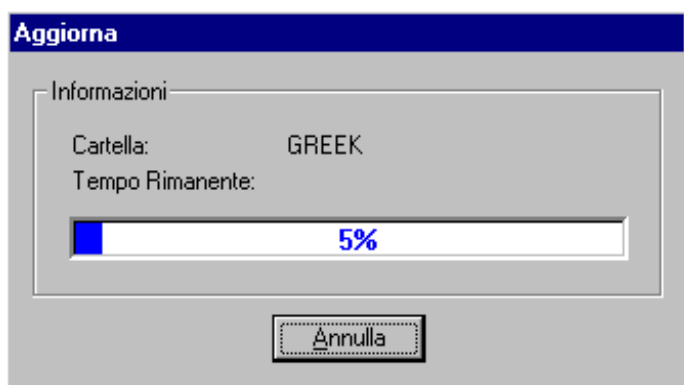 Aggiorna
Informazioni
Cartella: GREEK
Tempo Rimanente:
5%
Annulla